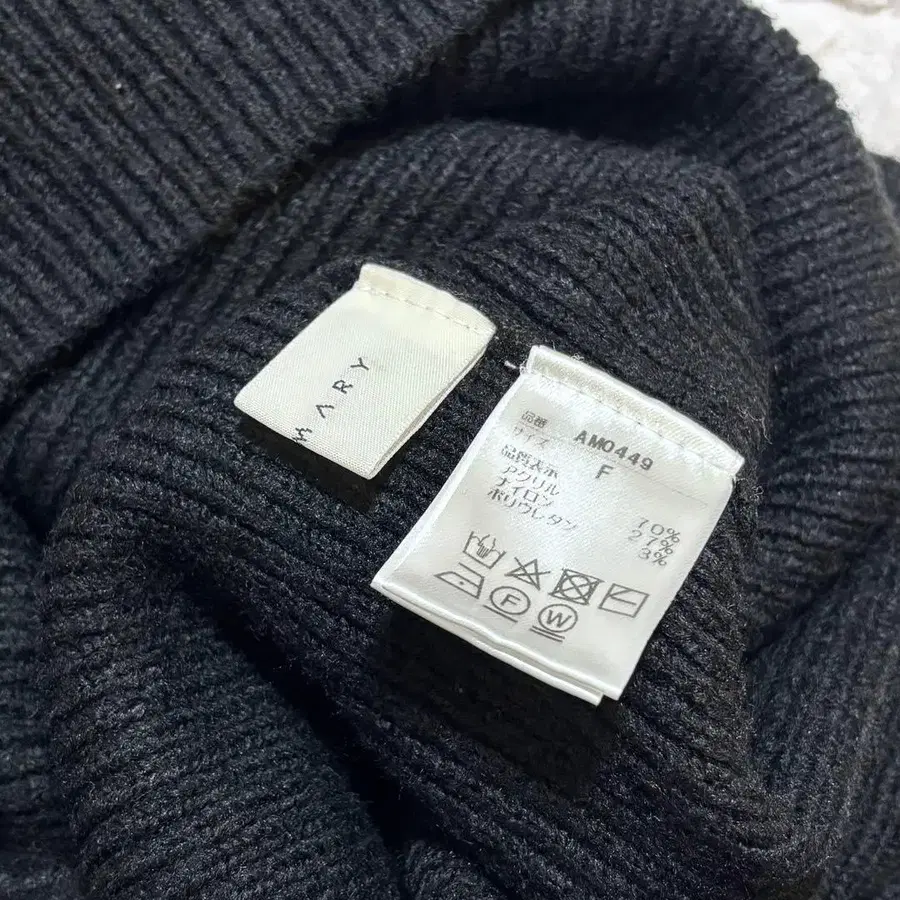 MARY
品番 AM0449
サイズ F
品質表示
アクリル 70%
ナイロン 27%
ポリウレタン 3%
F W